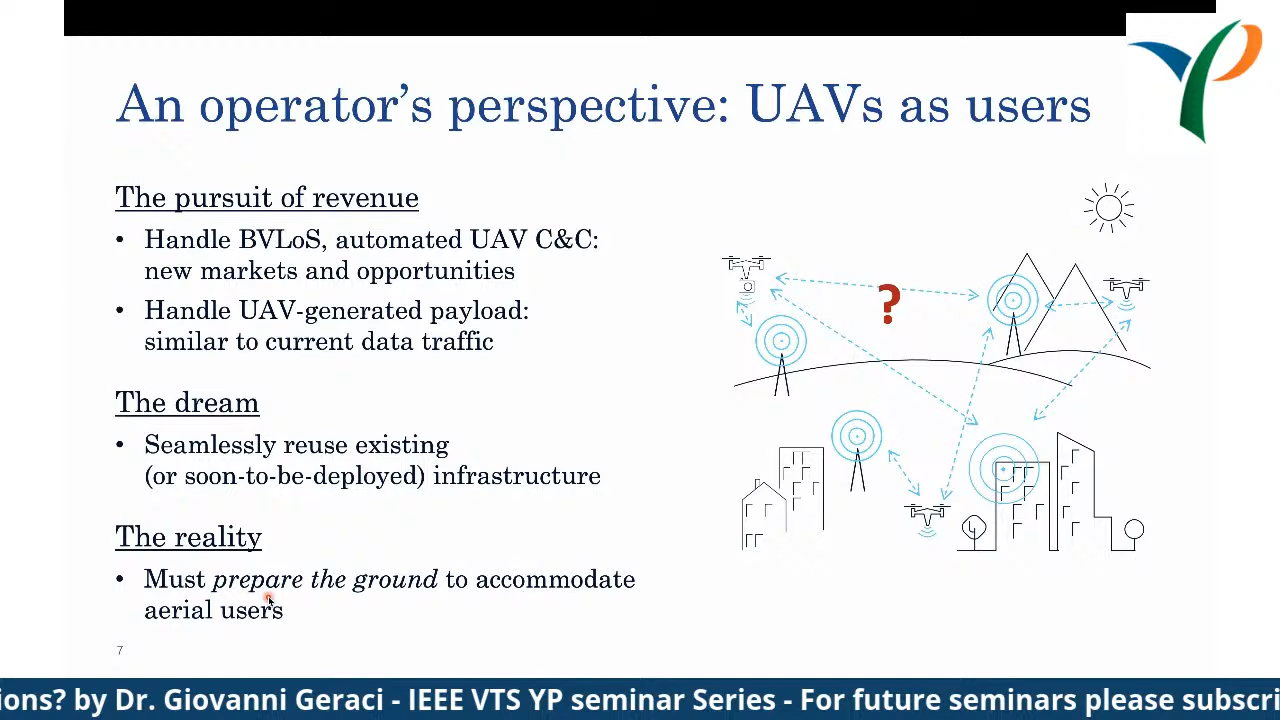 An operator's perspective: UAVs as users
The pursuit of revenue
• Handle BVLoS, automated UAV C&C:
new markets and opportunities
• Handle UAV-generated payload:
similar to current data traffic
The dream
• Seamlessly reuse existing
(or soon-to-be-deployed) infrastructure
The reality
• Must prepare the ground to accommodate
aerial users
?
7
ions? by Dr. Giovanni Geraci - IEEE VTS YP seminar Series - For future seminars please subscri